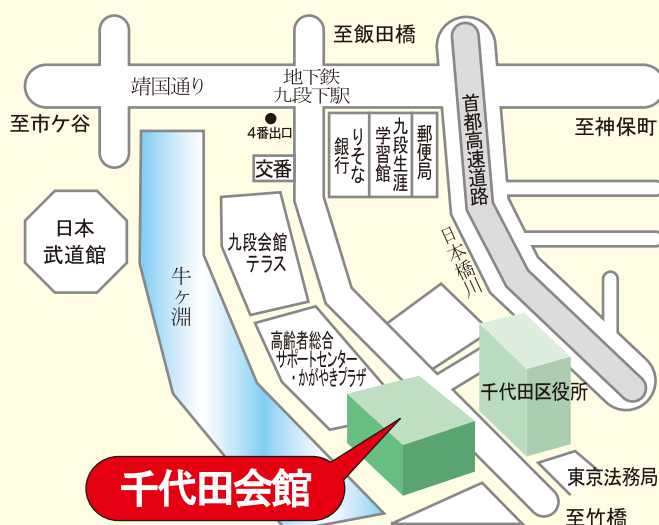 至飯田橋
靖国通り
地下鉄
九段下駅
至市ケ谷
4番出口
至神保町
首都高速道路
交番
りそな
銀行
九段生涯
学習館
郵便局
日本
武道館
九段会館
テラス
日本橋川
牛ヶ淵
高齢者総合
サポートセンター
・かがやきプラザ
千代田区役所
千代田会館
東京法務局
至竹橋